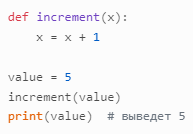 def increment(x):
    x = x + 1

value = 5
increment(value)
print(value)  # выведет 5